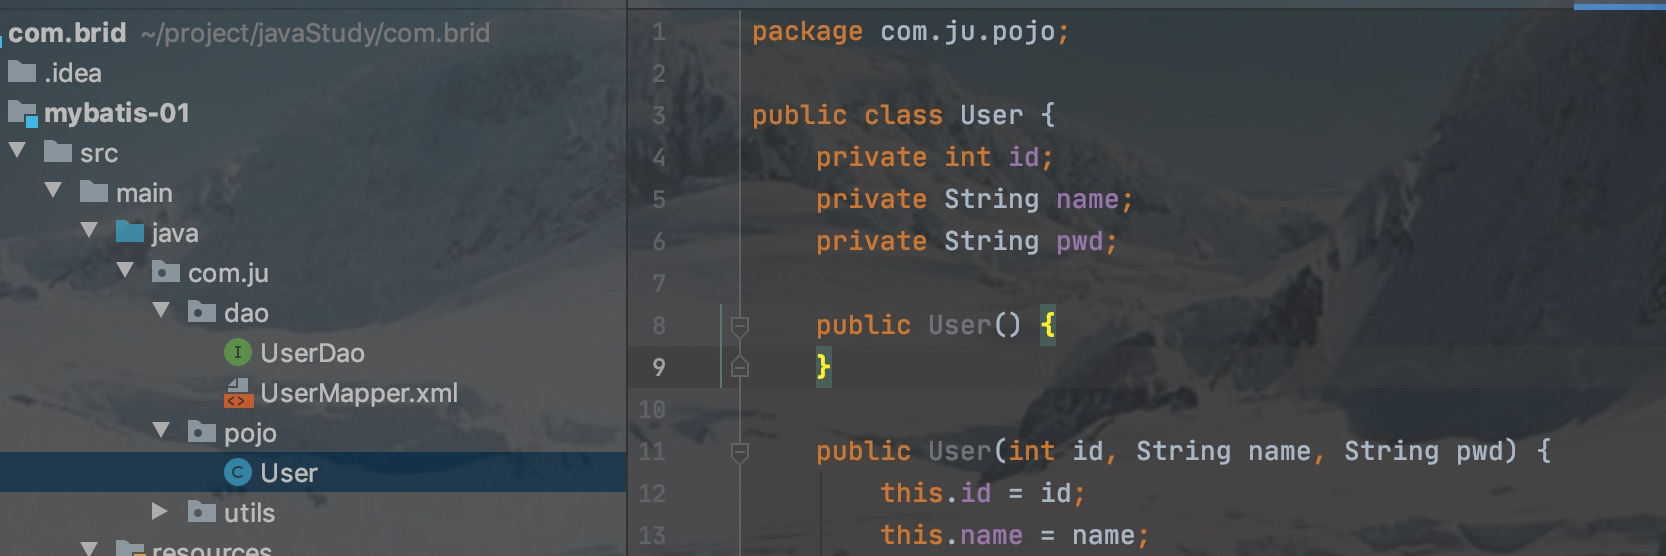 com.brid ~/project/javaStudy/com.brid
.idea
mybatis-01
src
main
java
com.ju
dao
I UserDao
<> UserMapper.xml
pojo
C User
utils
resources
1 package com.ju.pojo;
2
3 public class User {
4 private int id;
5 private String name;
6 private String pwd;
7
8 public User() {
9 }
10
11 public User(int id, String name, String pwd) {
12 this.id = id;
13 this.name = name;